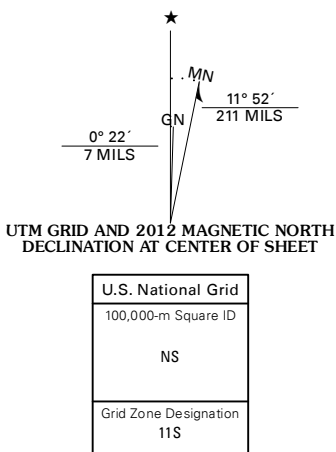 MN
GN
11° 52´
211 MILS
0° 22´
7 MILS
UTM GRID AND 2012 MAGNETIC NORTH
DECLINATION AT CENTER OF SHEET
U.S. National Grid
100,000-m Square ID
NS
Grid Zone Designation
11S